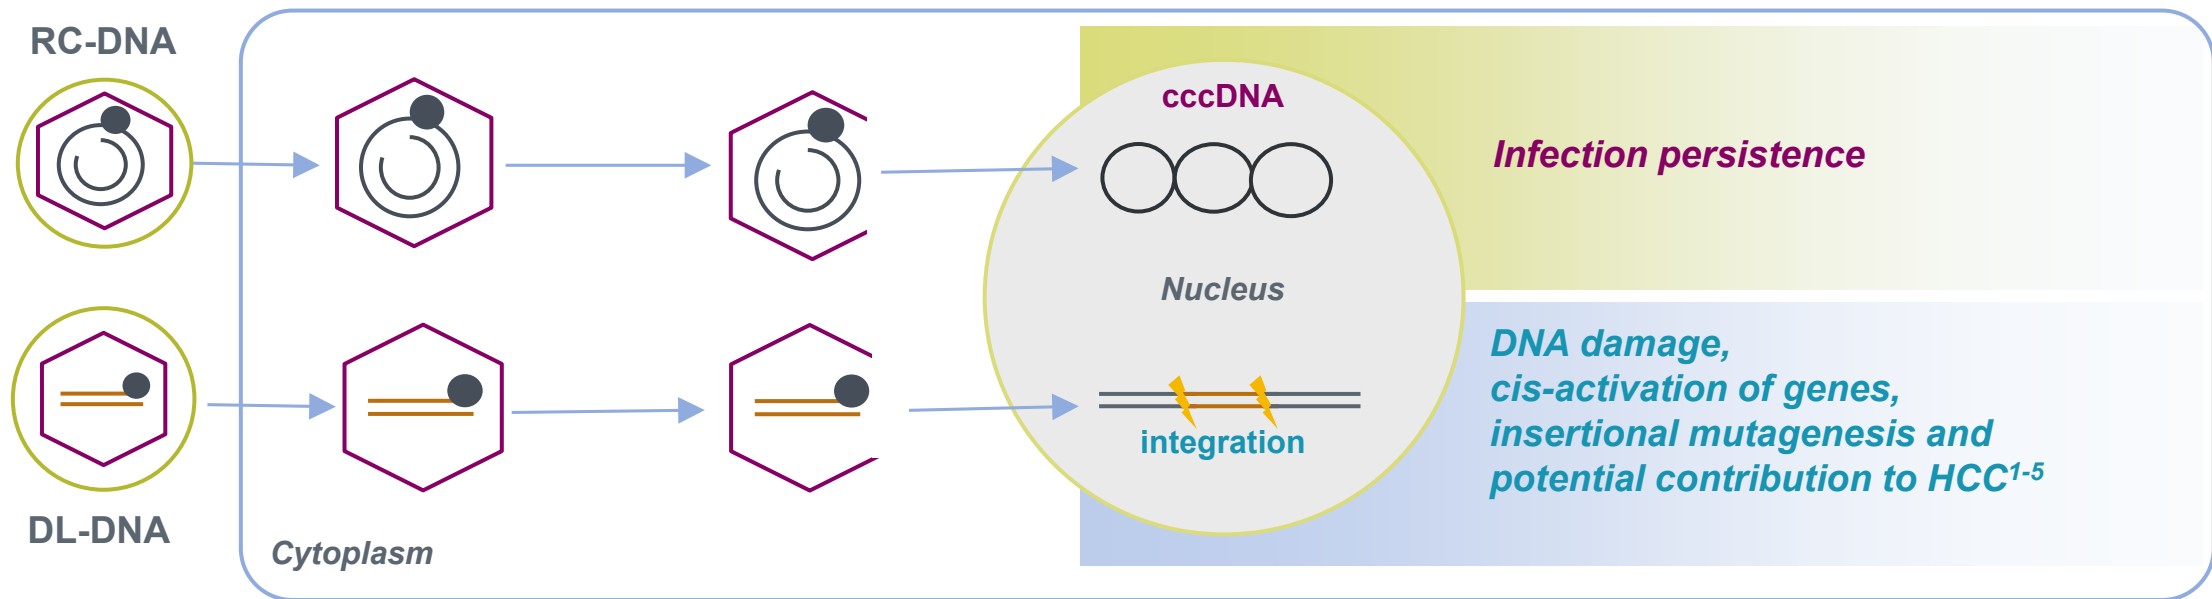 RC-DNA
cccDNA
Infection persistence
Nucleus
DNA damage,
cis-activation of genes,
insertional mutagenesis and
potential contribution to HCC1-5
integration
DL-DNA
Cytoplasm